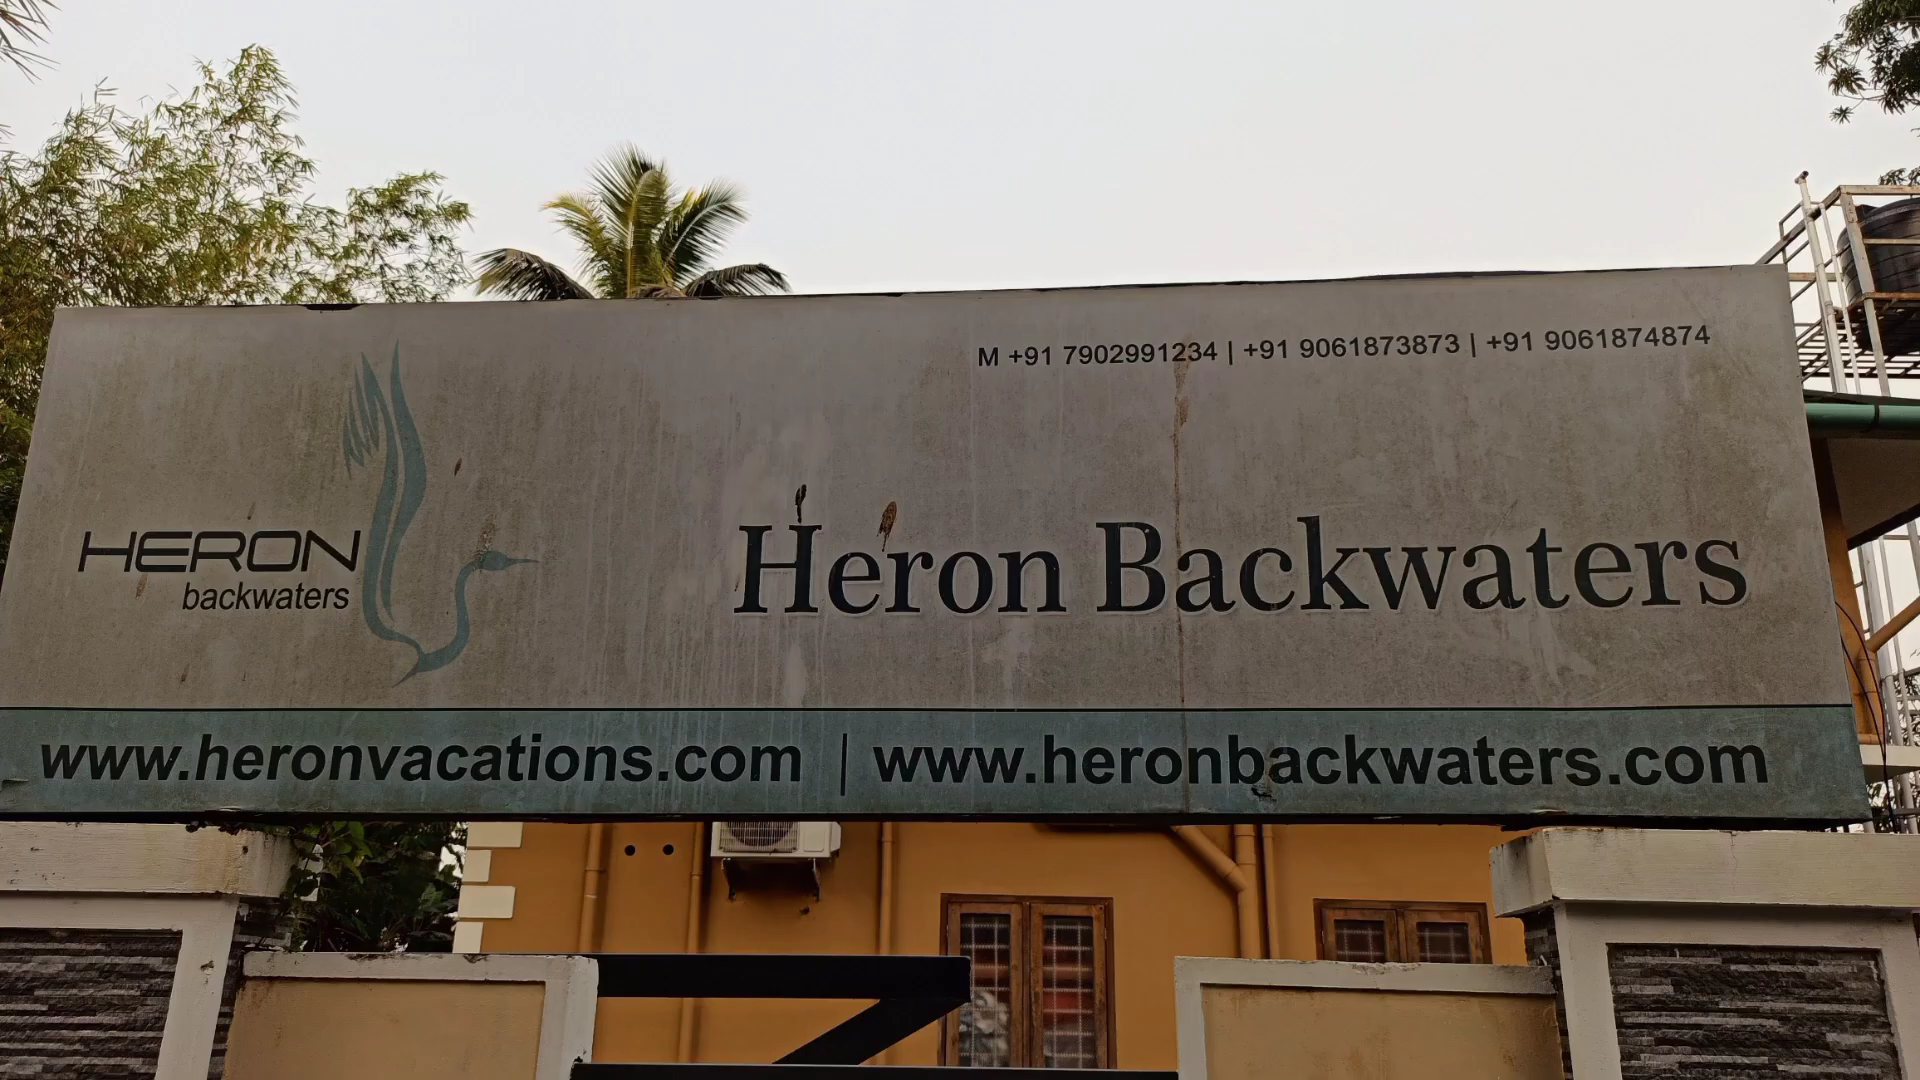 M +91 7902991234 | +91 9061873873 | +91 9061874874
HERON
backwaters
Heron Backwaters
www.heronvacations.com | www.heronbackwaters.com